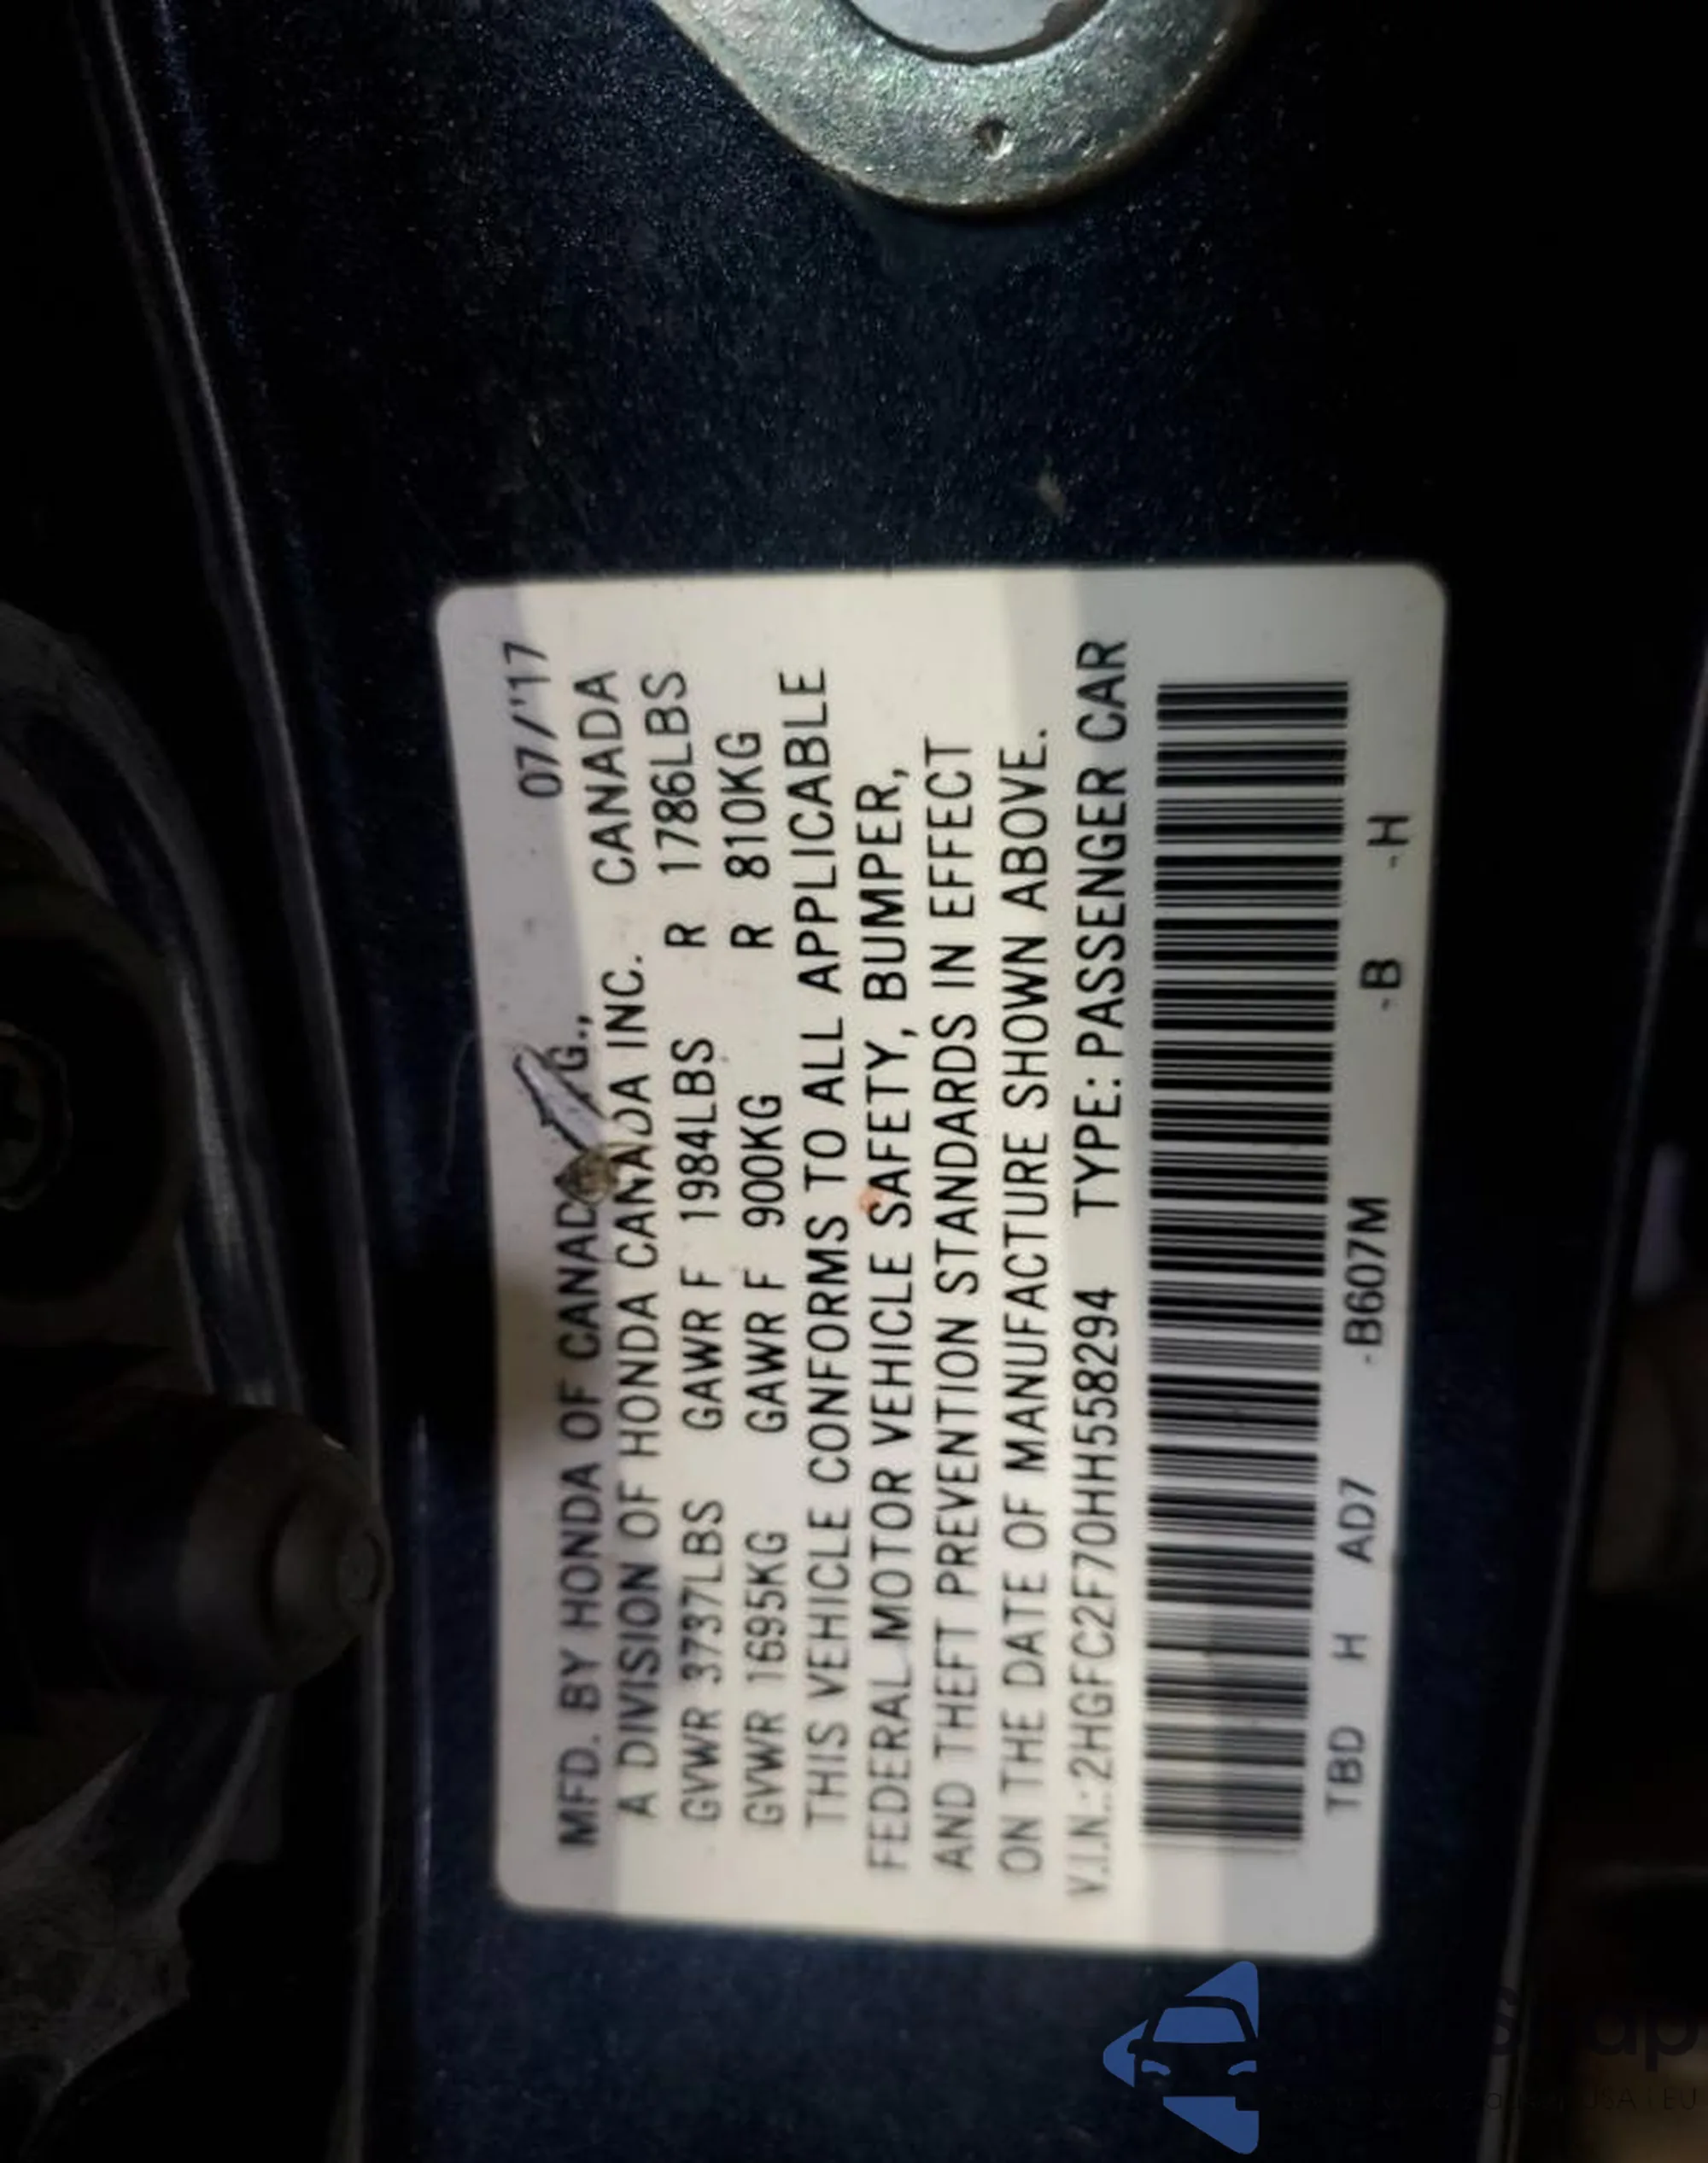 07/'17
MFD. BY HONDA OF CANADA G.,
A DIVISION OF HONDA CANADA INC. CANADA
GVWR 3737LBS GAWR F 1984LBS R 1786LBS
GVWR 1695KG GAWR F 900KG R 810KG
THIS VEHICLE CONFORMS TO ALL APPLICABLE
FEDERAL MOTOR VEHICLE SAFETY, BUMPER,
AND THEFT PREVENTION STANDARDS IN EFFECT
ON THE DATE OF MANUFACTURE SHOWN ABOVE.
V.I.N.:2HGFC2F70HH558294 TYPE: PASSENGER CAR
TBD H AD7 -B607M -B -H